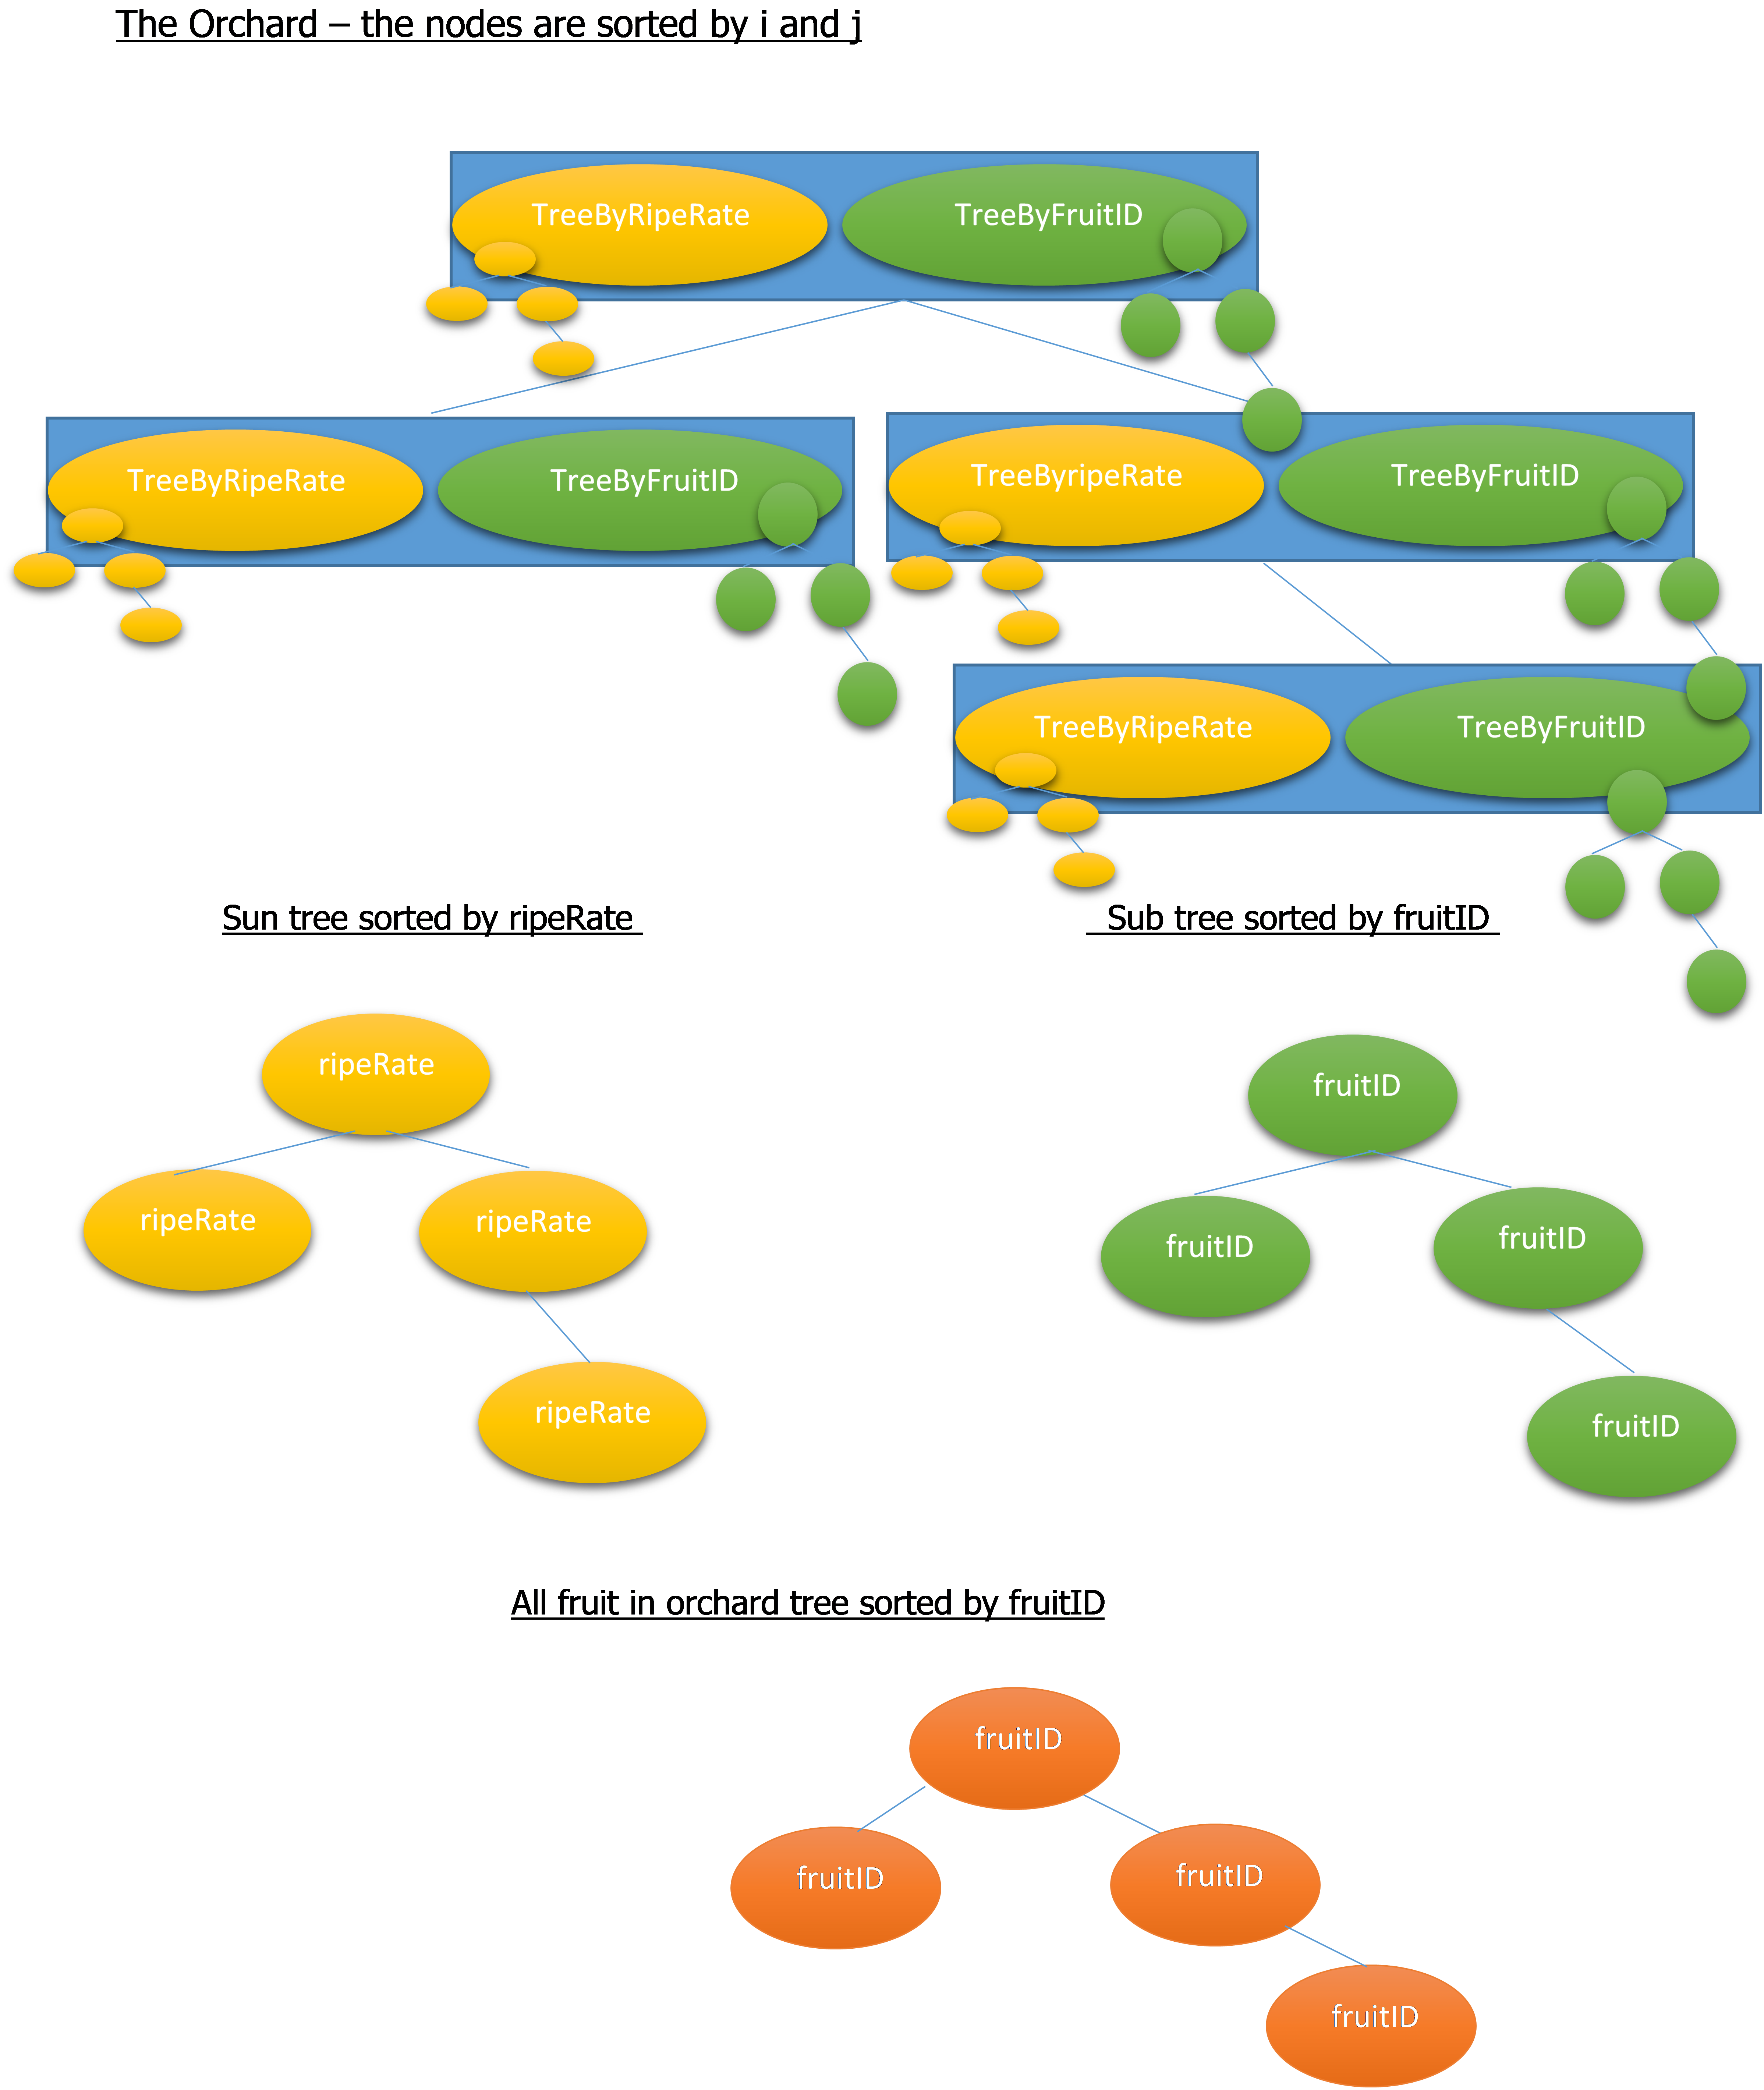 The Orchard – the nodes are sorted by i and j
TreeByRipeRate TreeByFruitID
TreeByRipeRate TreeByFruitID TreeByripeRate TreeByFruitID
TreeByRipeRate TreeByFruitID
Sun tree sorted by ripeRate Sub tree sorted by fruitID
ripeRate
fruitID
ripeRate ripeRate
fruitID fruitID
ripeRate
fruitID
All fruit in orchard tree sorted by fruitID
fruitID
fruitID fruitID
fruitID